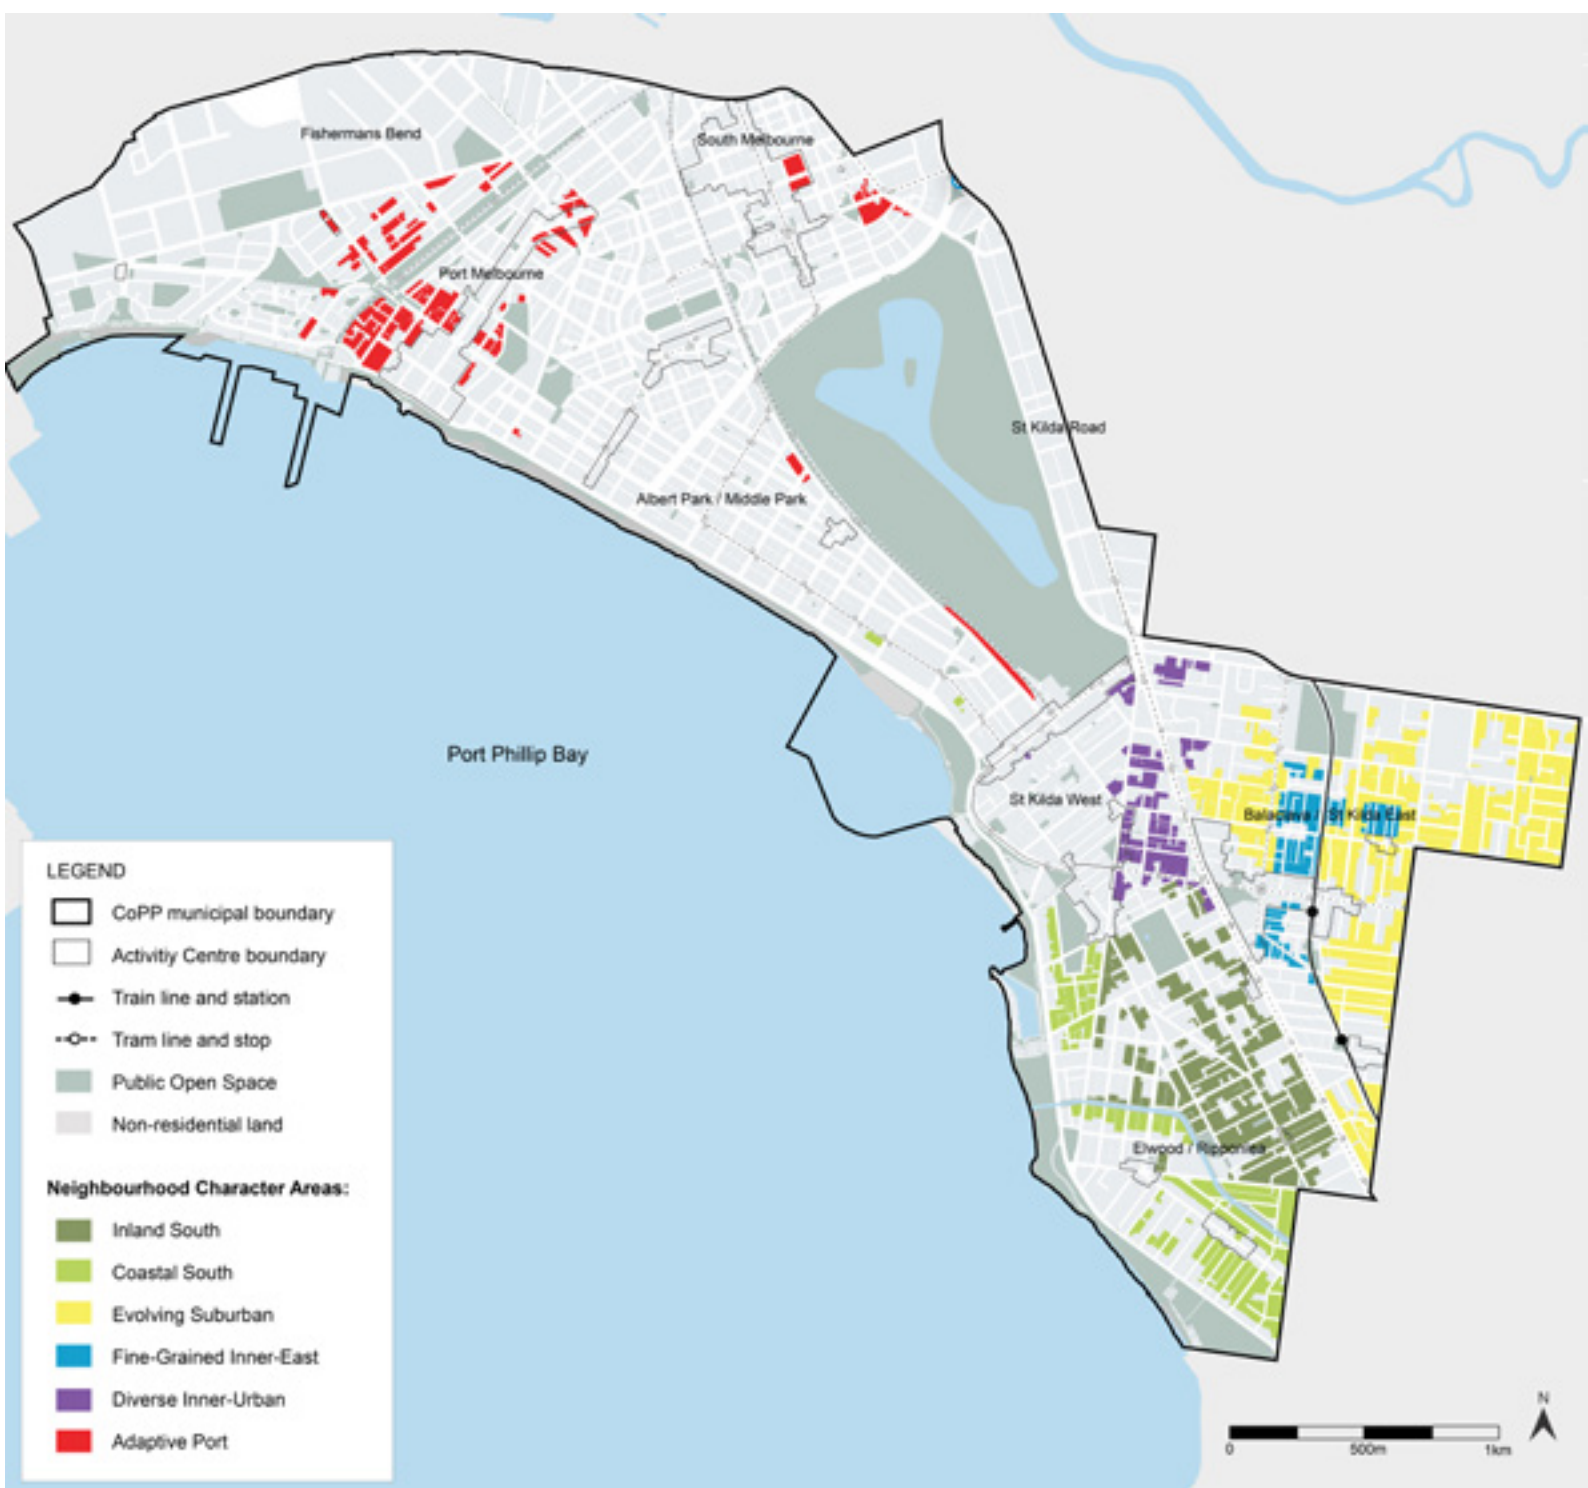 Fishermans Bend
South Melbourne
Port Melbourne
St Kilda Road
Albert Park / Middle Park
Port Phillip Bay
St Kilda West
Balaclava / St Kilda East
Elwood / Ripponlea
LEGEND
CoPP municipal boundary
Activitiy Centre boundary
Train line and station
Tram line and stop
Public Open Space
Non-residential land
Neighbourhood Character Areas:
Inland South
Coastal South
Evolving Suburban
Fine-Grained Inner-East
Diverse Inner-Urban
Adaptive Port
N
0 500m 1km